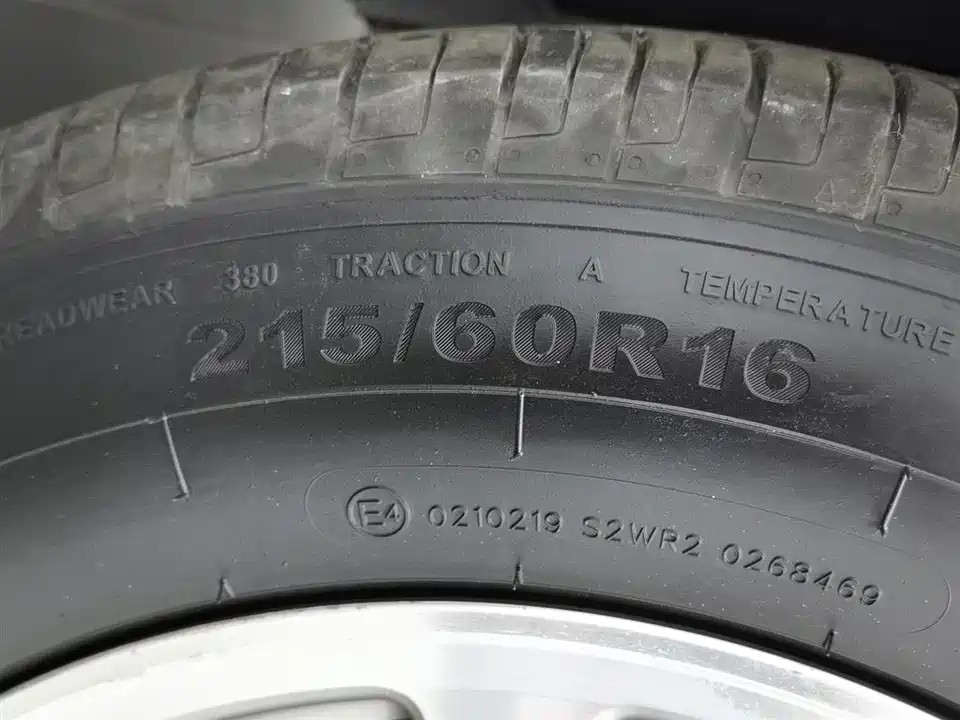 READWEAR 380 TRACTION A TEMPERATURE
215/60R16
E4 0210219 S2WR2 0268469